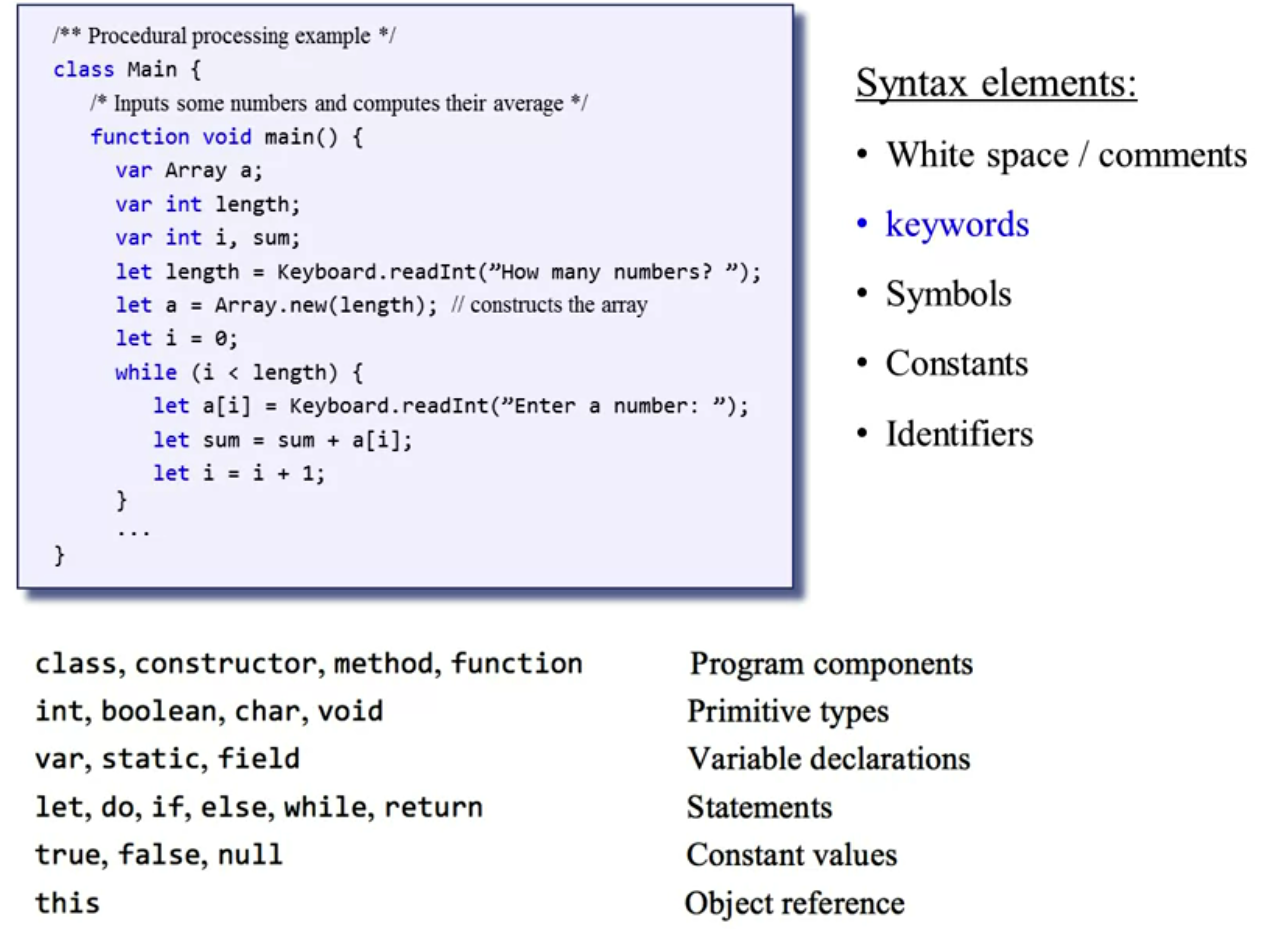 /** Procedural processing example */
class Main {
/* Inputs some numbers and computes their average */
function void main() {
var Array a;
var int length;
var int i, sum;
let length = Keyboard.readInt(”How many numbers? ”);
let a = Array.new(length); // constructs the array
let i = 0;
while (i < length) {
let a[i] = Keyboard.readInt(”Enter a number: ”);
let sum = sum + a[i];
let i = i + 1;
}
...
}
Syntax elements:
• White space / comments
• keywords
• Symbols
• Constants
• Identifiers
class, constructor, method, function Program components
int, boolean, char, void Primitive types
var, static, field Variable declarations
let, do, if, else, while, return Statements
true, false, null Constant values
this Object reference